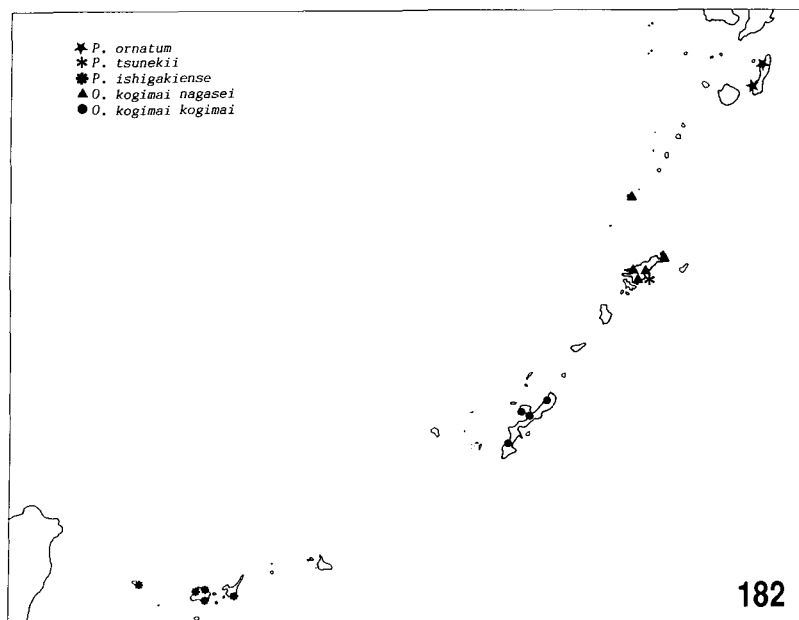 P. ornatum
P. tsunekii
P. ishigakiense
O. kogimai nagasei
O. kogimai kogimai
182